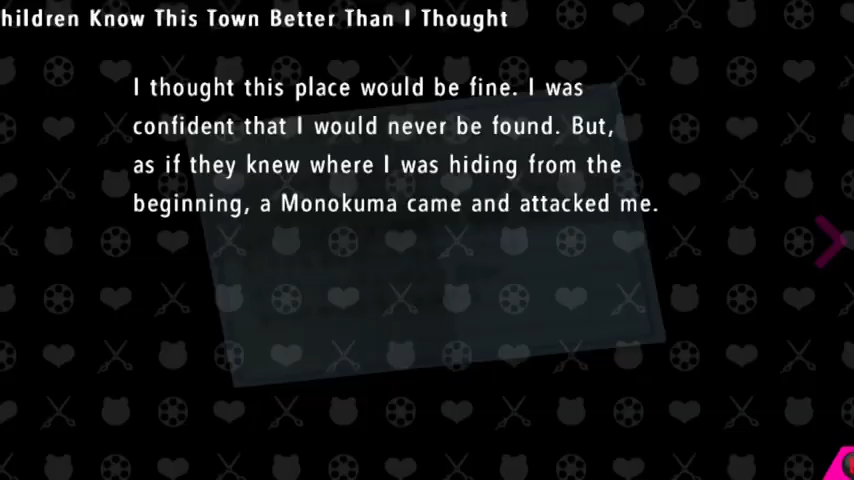 hildren Know This Town Better Than I Thought
I thought this place would be fine. I was
confident that I would never be found. But,
as if they knew where I was hiding from the
beginning, a Monokuma came and attacked me.